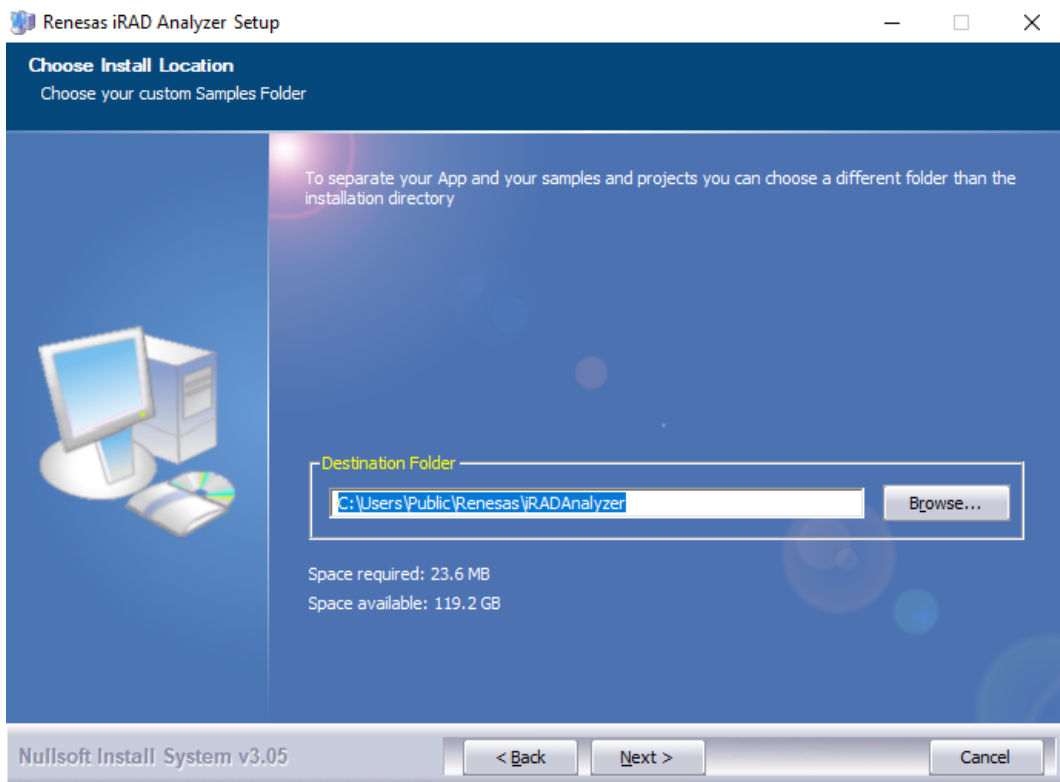 Renesas iRAD Analyzer Setup
Choose Install Location
Choose your custom Samples Folder
To separate your App and your samples and projects you can choose a different folder than the
installation directory
Destination Folder
C:\Users\Public\Renesas\iRADAnalyzer
Browse...
Space required: 23.6 MB
Space available: 119.2 GB
Nullsoft Install System v3.05
< Back
Next >
Cancel